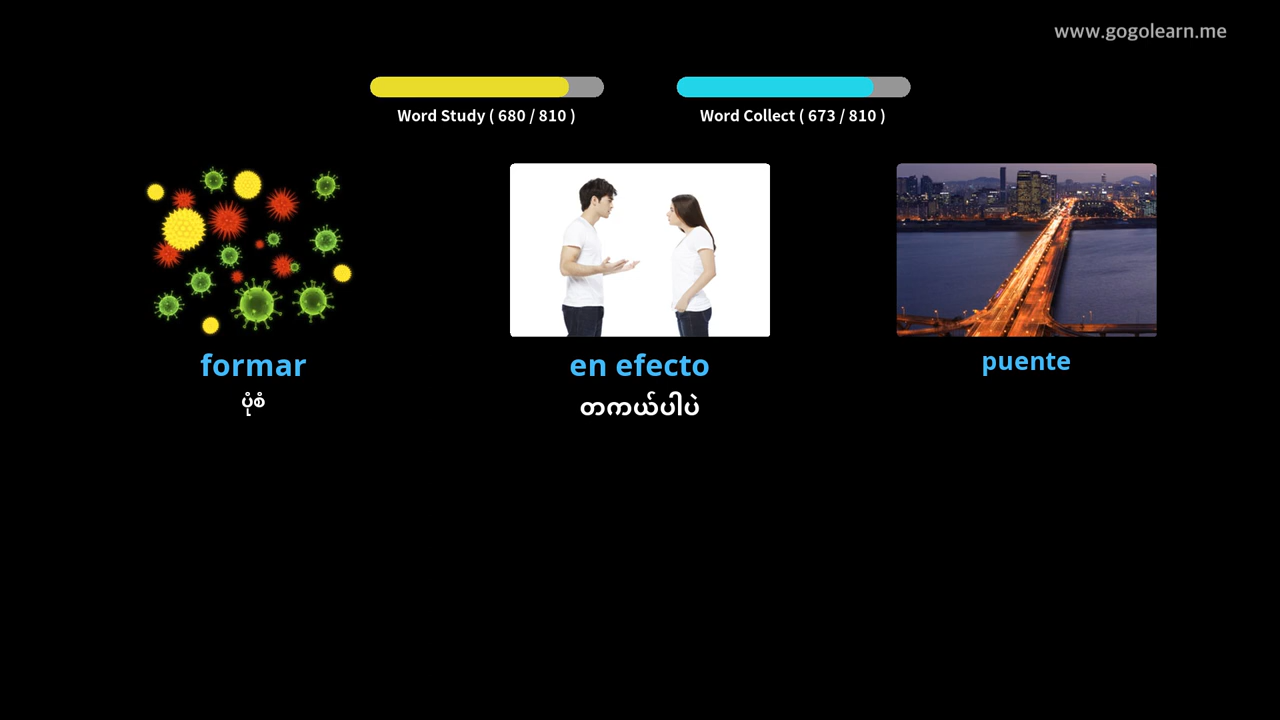 www.gogolearn.me
Word Study ( 680 / 810 )
Word Collect ( 673 / 810 )
formar
en efecto
puente
ပုံစံ
တကယ်ပါပဲ